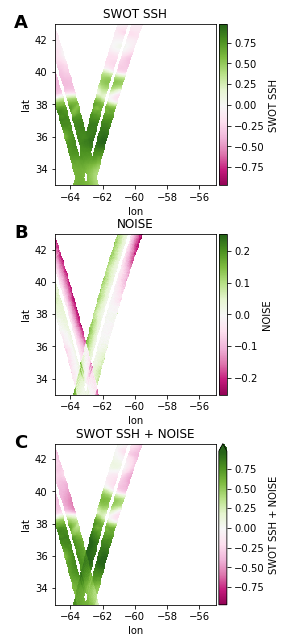 A
SWOT SSH
42
40
38
36
34
lat
−64 −62 −60 −58 −56
lon
0.75
0.50
0.25
0.00
−0.25
−0.50
−0.75
SWOT SSH
B
NOISE
42
40
38
36
34
lat
−64 −62 −60 −58 −56
lon
0.2
0.1
0.0
−0.1
−0.2
NOISE
C
SWOT SSH + NOISE
42
40
38
36
34
lat
−64 −62 −60 −58 −56
lon
0.75
0.50
0.25
0.00
−0.25
−0.50
−0.75
SWOT SSH + NOISE